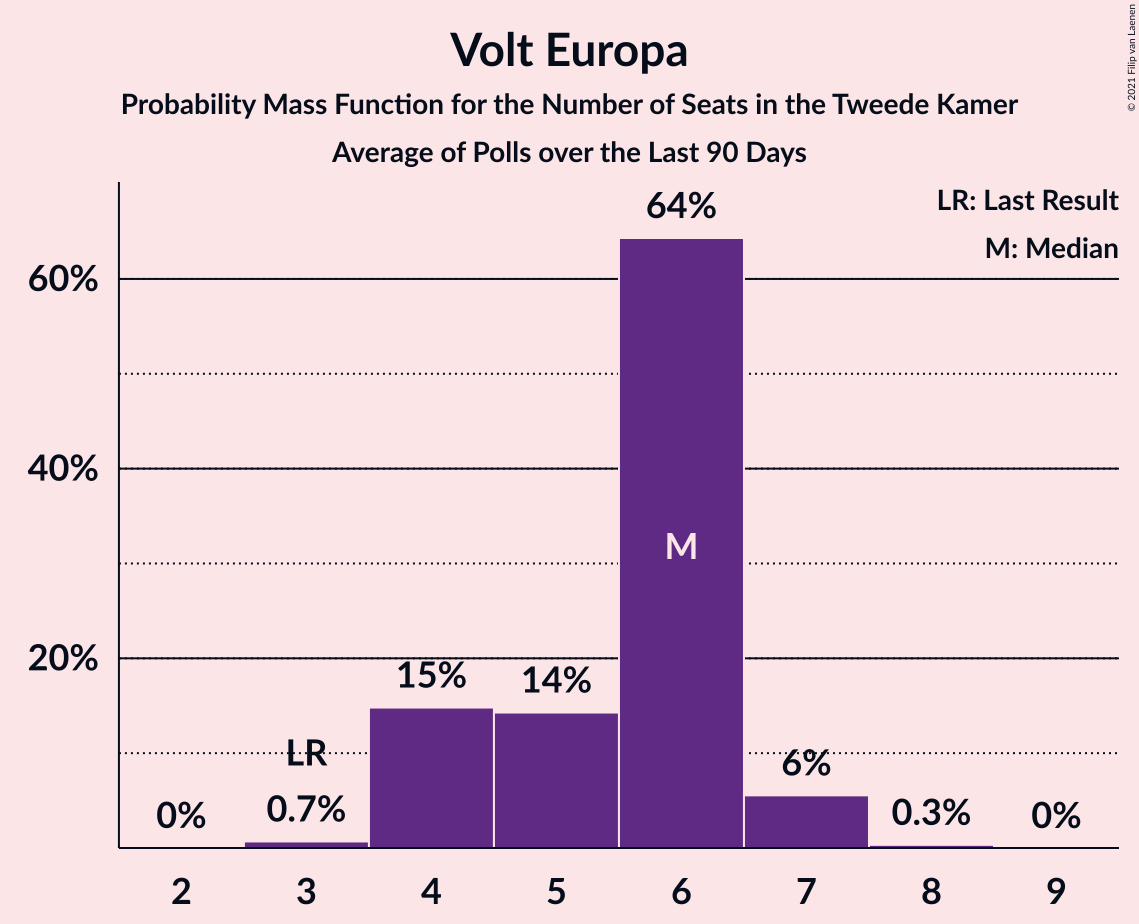 Volt Europa
Probability Mass Function for the Number of Seats in the Tweede Kamer
Average of Polls over the Last 90 Days
© 2021 Filip van Laenen
LR: Last Result
M: Median
64%
60%
40%
M
20%
15%
14%
LR
6%
0%
0.7%
0.3%
0%
2 3 4 5 6 7 8 9